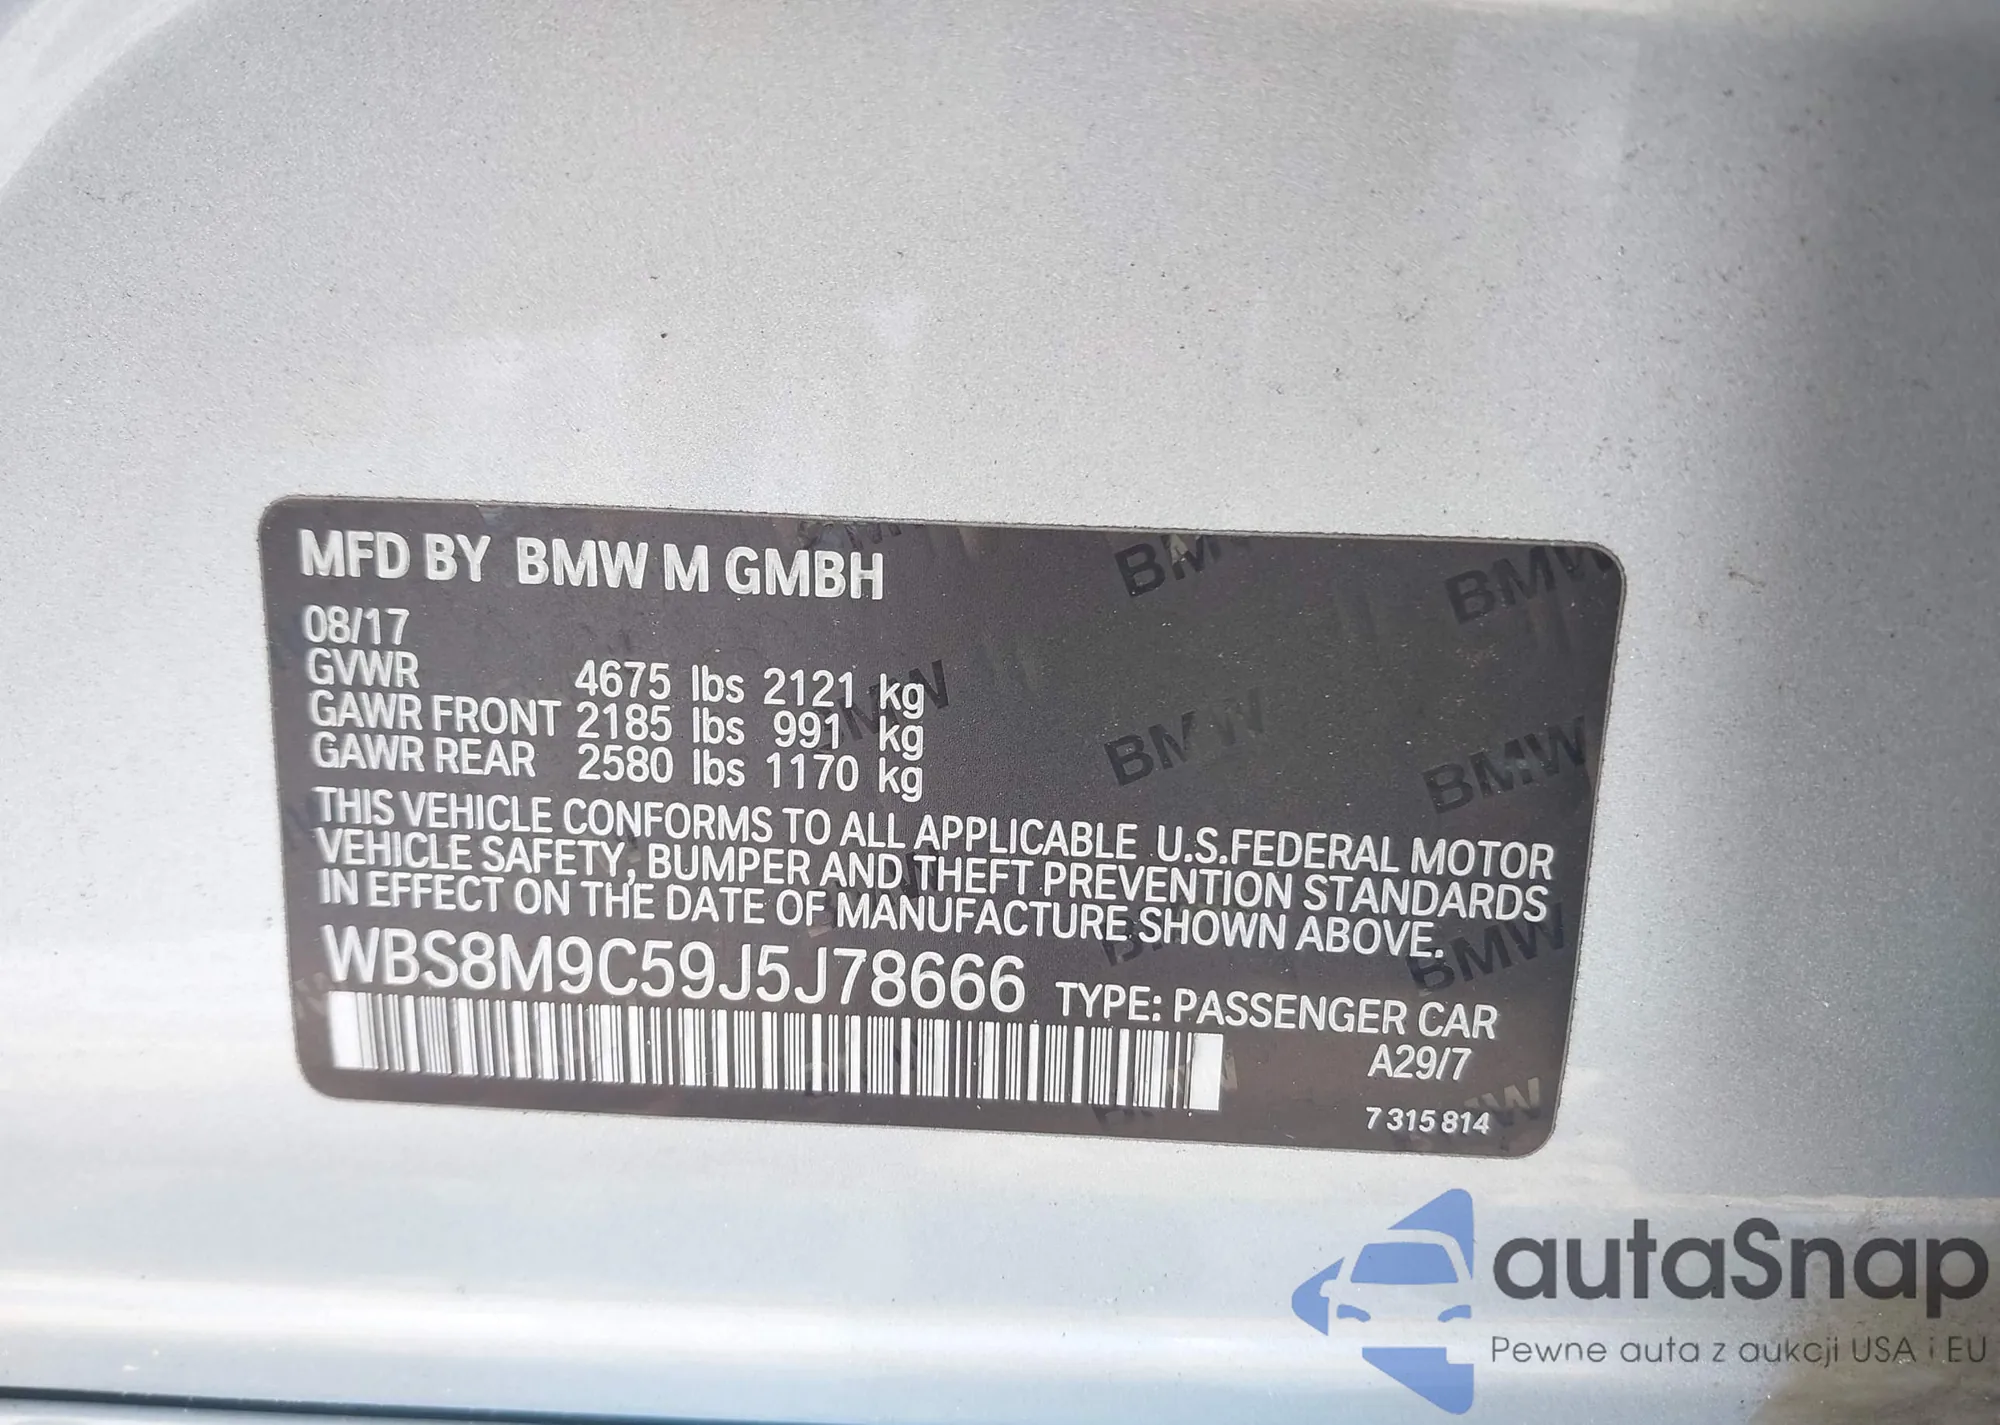 MFD BY BMW M GMBH
08/17
GVWR 4675 lbs 2121 kg
GAWR FRONT 2185 lbs 991 kg
GAWR REAR 2580 lbs 1170 kg
THIS VEHICLE CONFORMS TO ALL APPLICABLE U.S.FEDERAL MOTOR
VEHICLE SAFETY, BUMPER AND THEFT PREVENTION STANDARDS
IN EFFECT ON THE DATE OF MANUFACTURE SHOWN ABOVE.
WBS8M9C59J5J78666 TYPE: PASSENGER CAR
A29/7
7 315 814
autaSnap
Pewne auta z aukcji USA i EU